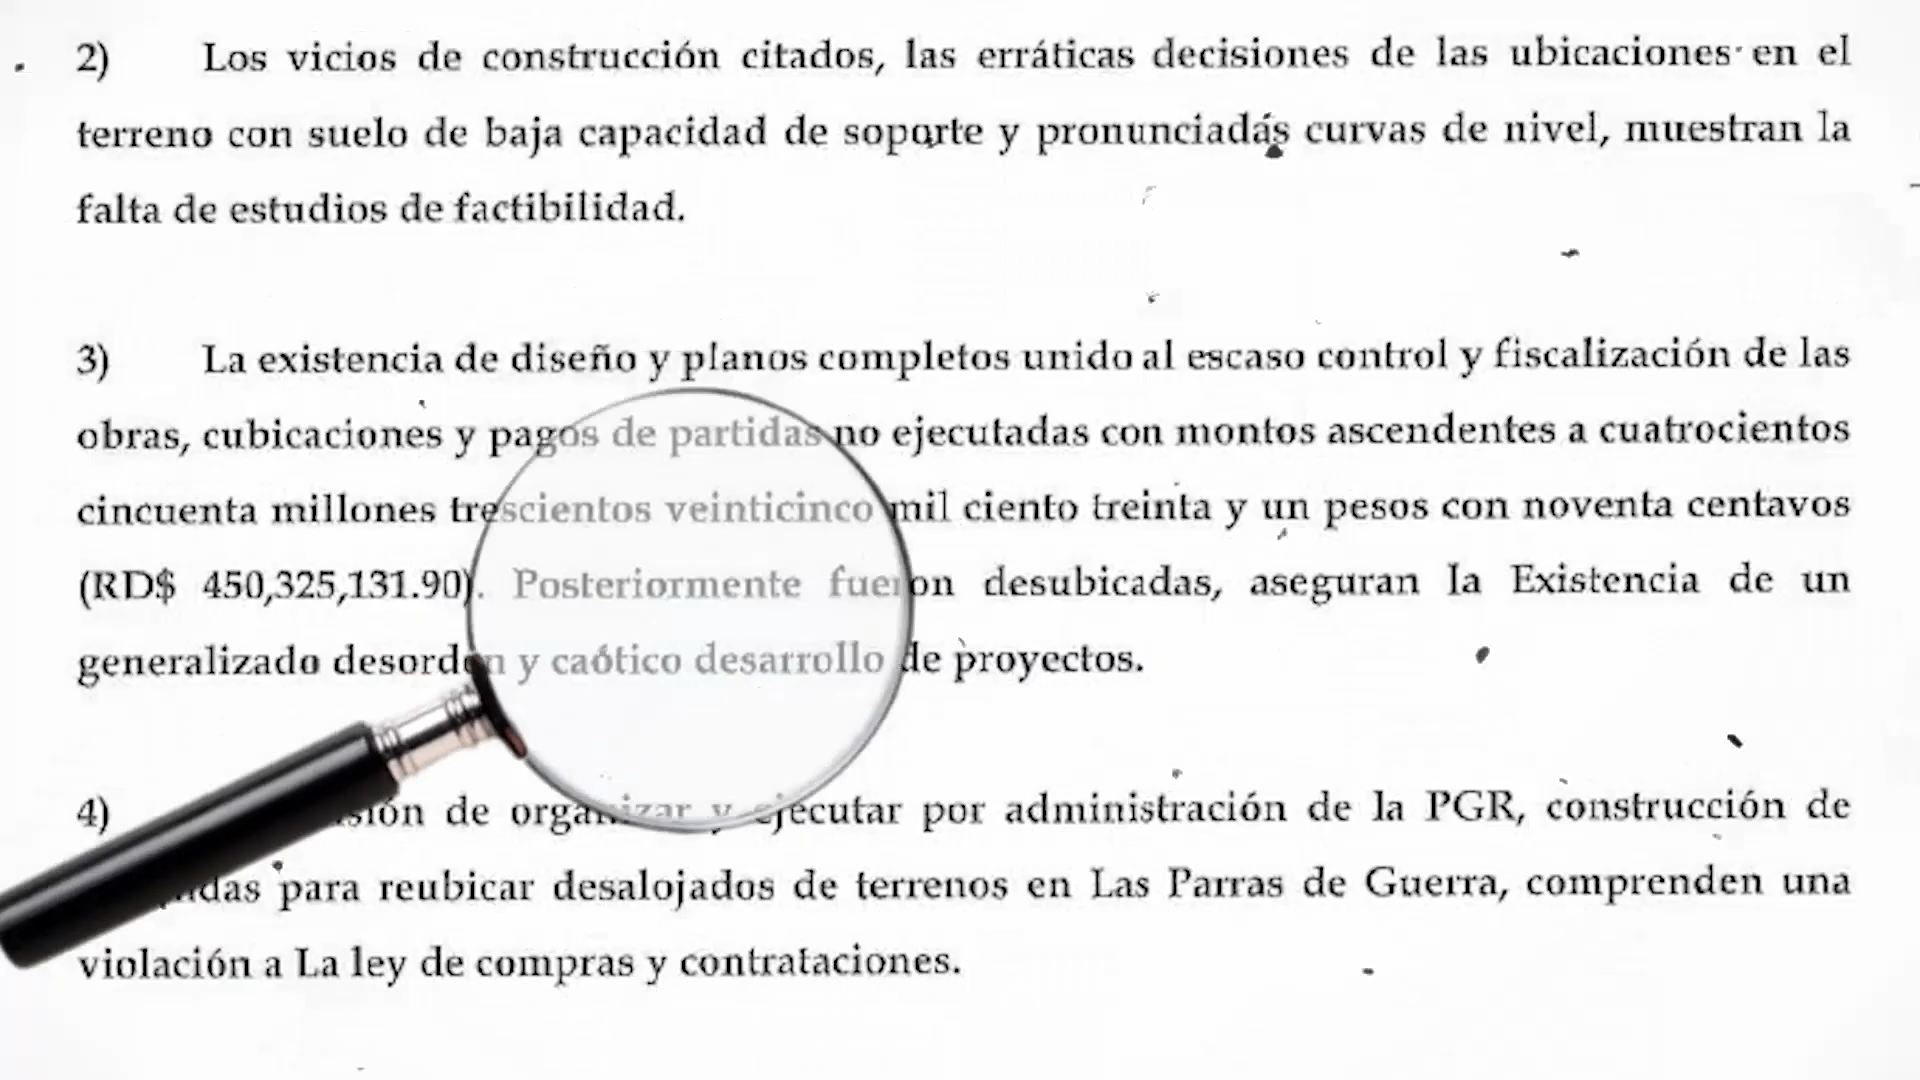 2) Los vicios de construcción citados, las erráticas decisiones de las ubicaciones en el
terreno con suelo de baja capacidad de soporte y pronunciadas curvas de nivel, muestran la
falta de estudios de factibilidad.
3) La existencia de diseño y planos completos unido al escaso control y fiscalización de las
obras, cubicaciones y pagos de partidas no ejecutadas con montos ascendentes a cuatrocientos
cincuenta millones trescientos veinticinco mil ciento treinta y un pesos con noventa centavos
(RD$ 450,325,131.90). Posteriormente fueron desubicadas, aseguran la Existencia de un
generalizado desorden y caótico desarrollo de proyectos.
4) de organizar y ejecutar por administración de la PGR, construcción de
para reubicar desalojados de terrenos en Las Parras de Guerra, comprenden una
violación a La ley de compras y contrataciones.